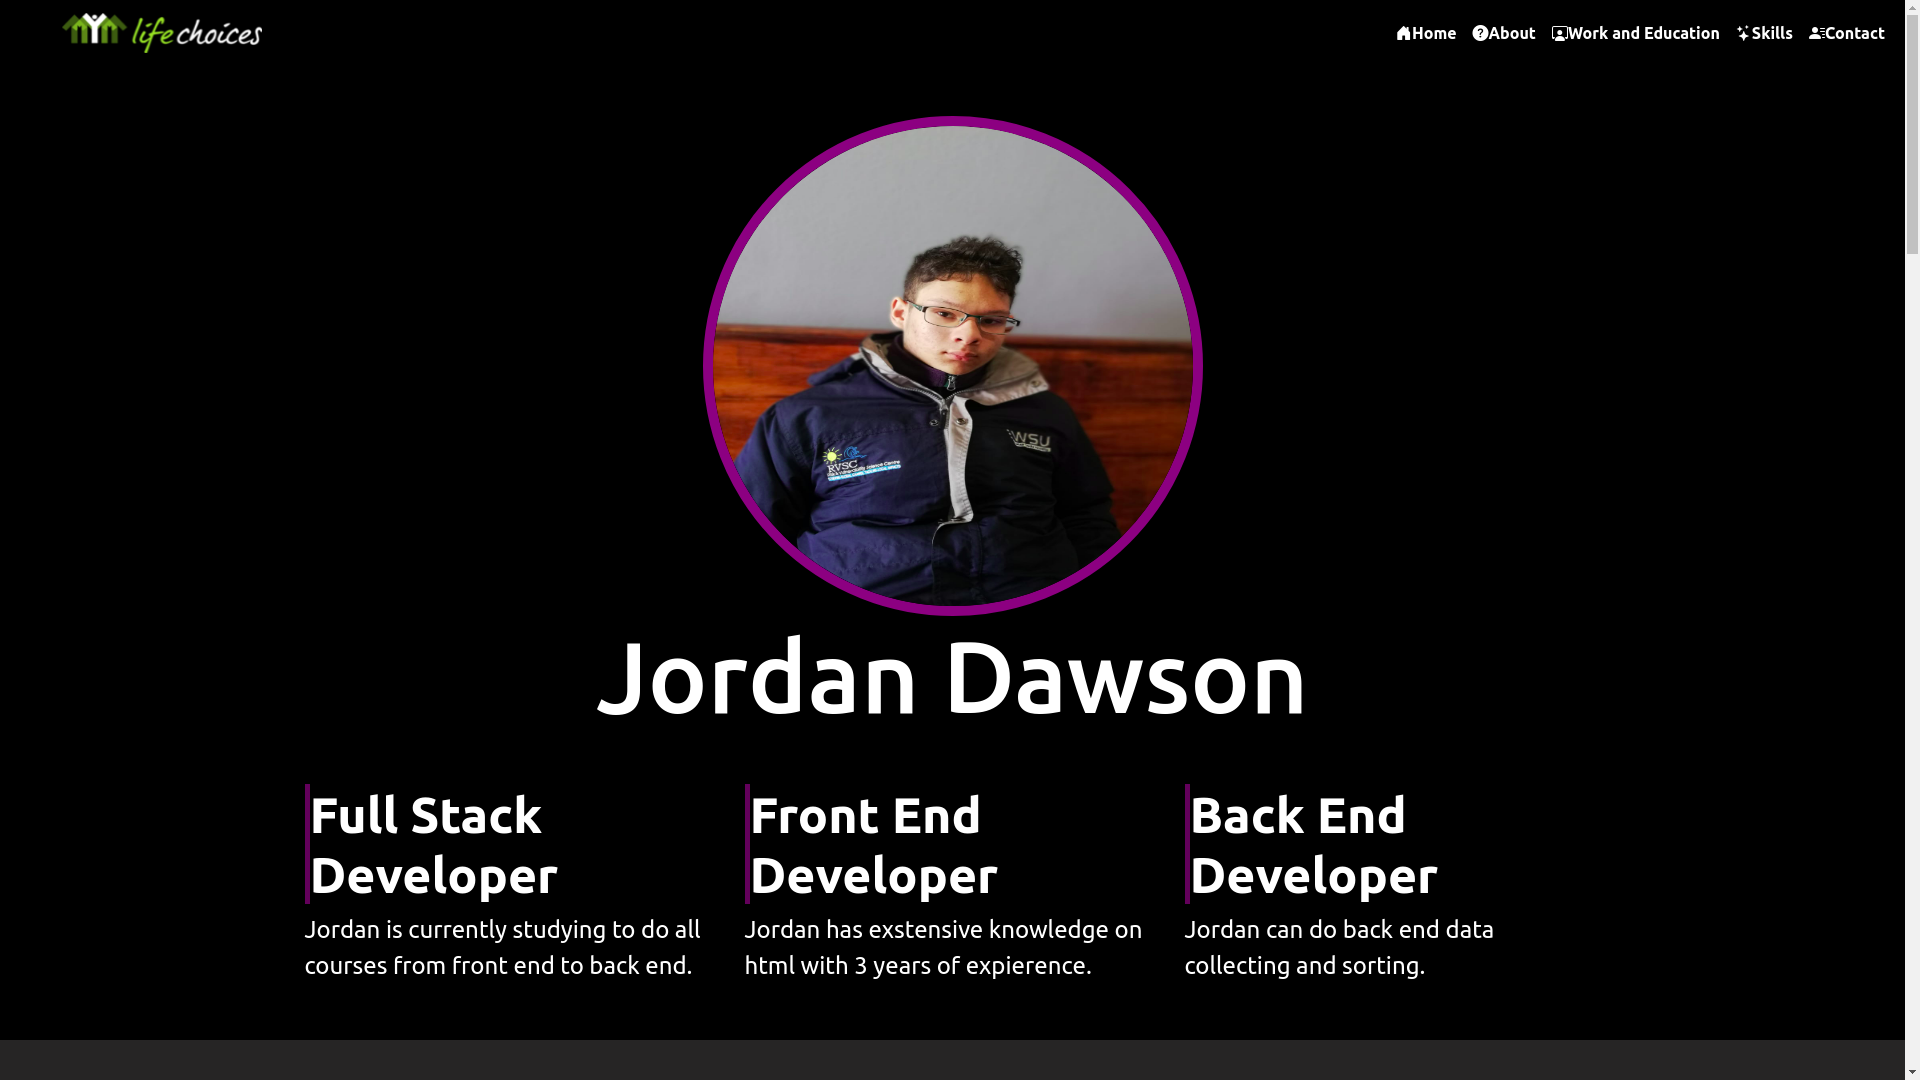 life choices
Home About Work and Education Skills Contact
WSU
RVSC
Jordan Dawson
Full Stack
Developer
Jordan is currently studying to do all
courses from front end to back end.
Front End
Developer
Jordan has exstensive knowledge on
html with 3 years of expierence.
Back End
Developer
Jordan can do back end data
collecting and sorting.